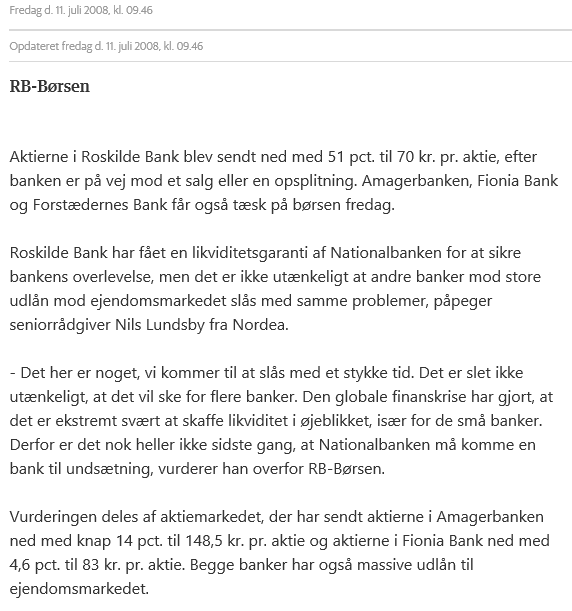 Fredag d. 11. juli 2008, kl. 09.46
Opdateret fredag d. 11. juli 2008, kl. 09.46
RB-Børsen
Aktierne i Roskilde Bank blev sendt ned med 51 pct. til 70 kr. pr. aktie, efter
banken er på vej mod et salg eller en opsplitning. Amagerbanken, Fionia Bank
og Forstædernes Bank får også tæsk på børsen fredag.
Roskilde Bank har fået en likviditetsgaranti af Nationalbanken for at sikre
bankens overlevelse, men det er ikke utænkeligt at andre banker mod store
udlån mod ejendomsmarkedet slås med samme problemer, påpeger
seniorrådgiver Nils Lundsby fra Nordea.
- Det her er noget, vi kommer til at slås med et stykke tid. Det er slet ikke
utænkeligt, at det vil ske for flere banker. Den globale finanskrise har gjort, at
det er ekstremt svært at skaffe likviditet i øjeblikket, især for de små banker.
Derfor er det nok heller ikke sidste gang, at Nationalbanken må komme en
bank til undsætning, vurderer han overfor RB-Børsen.
Vurderingen deles af aktiemarkedet, der har sendt aktierne i Amagerbanken
ned med knap 14 pct. til 148,5 kr. pr. aktie og aktierne i Fionia Bank ned med
4,6 pct. til 83 kr. pr. aktie. Begge banker har også massive udlån til
ejendomsmarkedet.